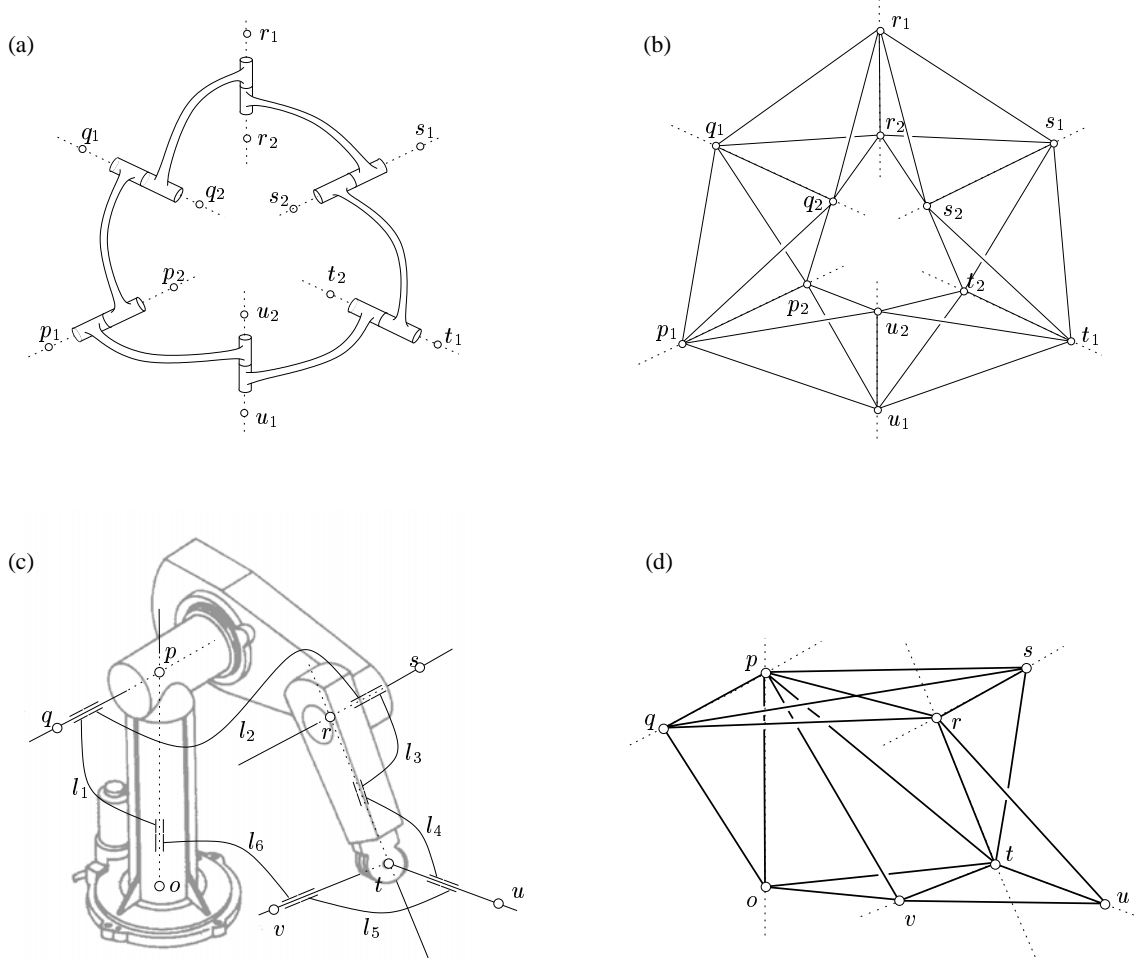 (a)
r1
q1
s1
r2
q2
s2
p2
t2
u2
p1
t1
u1
(b)
r1
q1
s1
r2
q2
s2
p2
t2
p1
u2
t1
u1
(c)
p
s
q
l2
r
l3
l1
l4
l6
o
t
u
v
l5
(d)
p
s
q
r
t
o
v
u